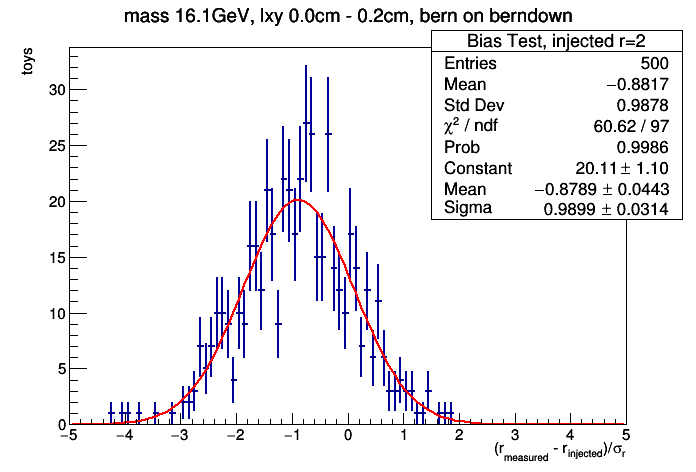 mass 16.1GeV, lxy 0.0cm - 0.2cm, bern on berndown
Bias Test, injected r=2
Entries 500
Mean −0.8817
Std Dev 0.9878
χ² / ndf 60.62 / 97
Prob 0.9986
Constant 20.11 ± 1.10
Mean −0.8789 ± 0.0443
Sigma 0.9899 ± 0.0314
toys
30
25
20
15
10
5
0
−5 −4 −3 −2 −1 0 1 2 3 4 5
(r_measured - r_injected)/σ_r